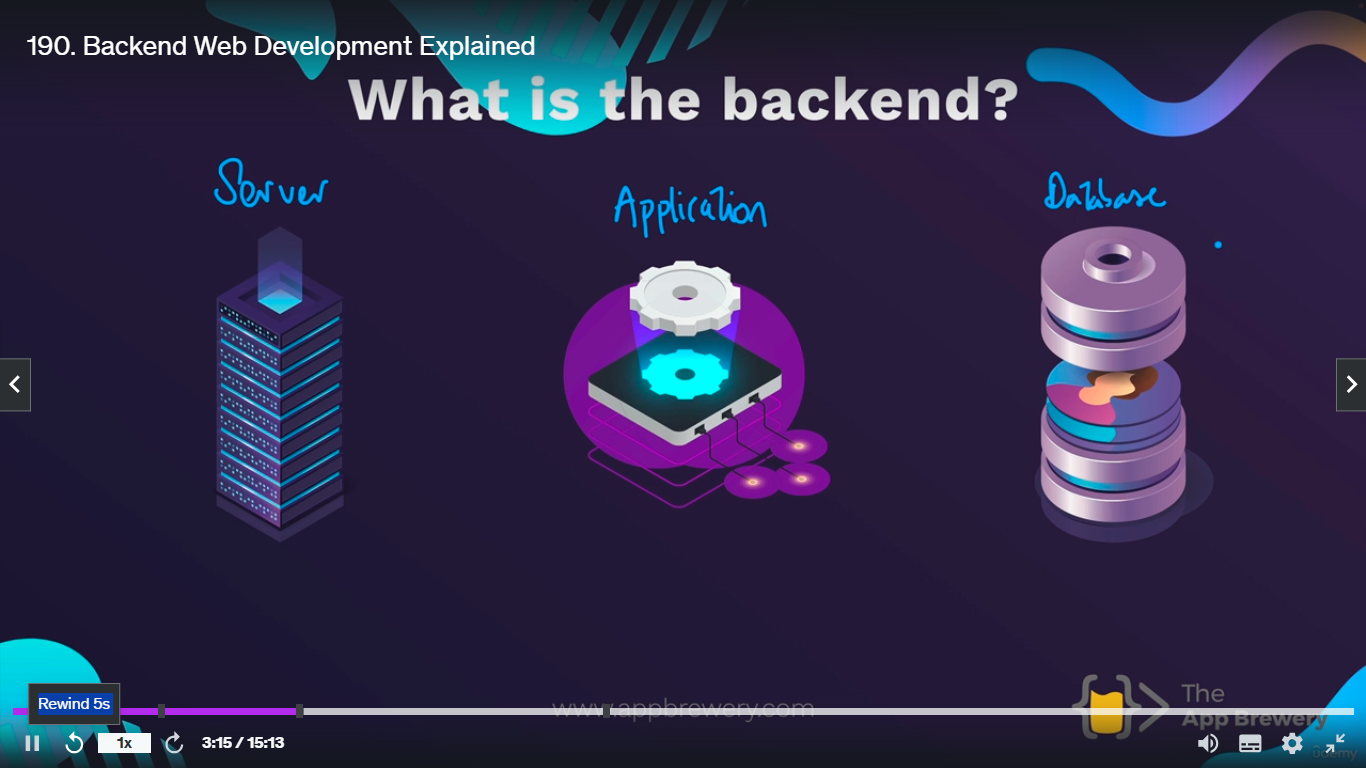 190. Backend Web Development Explained
What is the backend?
Server
Application
Database
Rewind 5s
www.appbrewery.com
The
App Brewery
1x
3:15 / 15:13
ûdemy